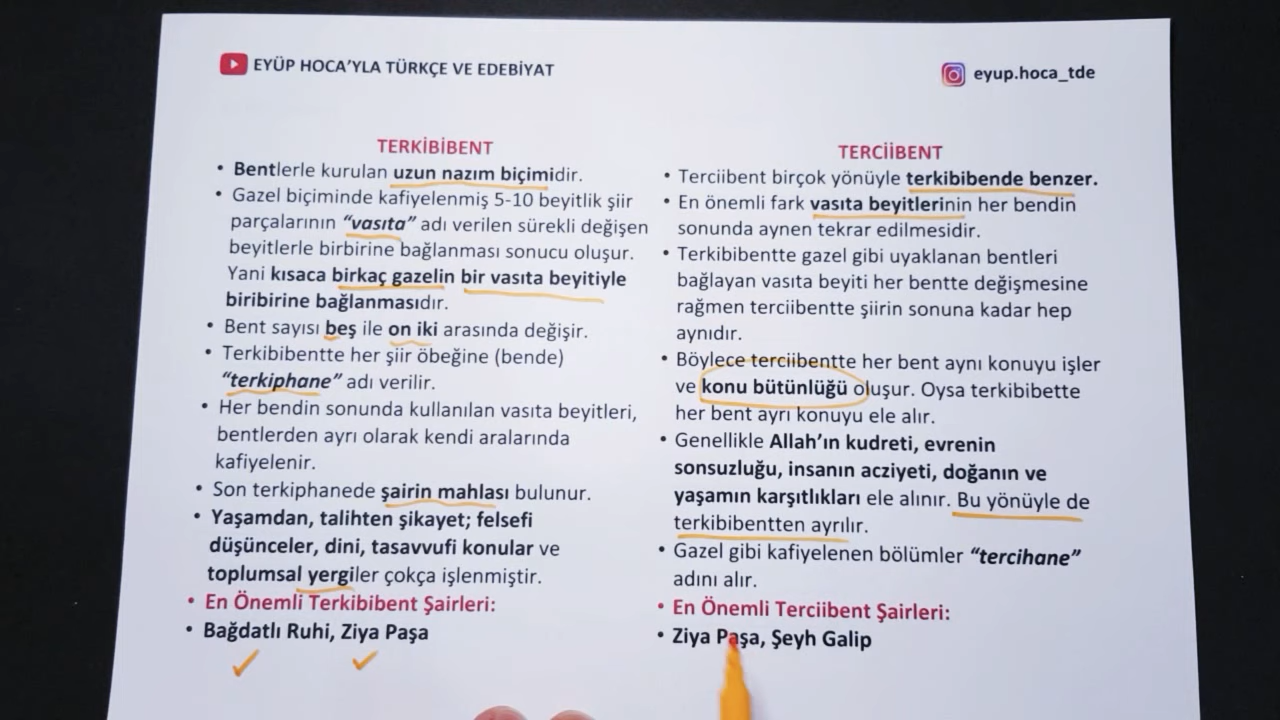 EYÜP HOCA'YLA TÜRKÇE VE EDEBİYAT
eyup.hoca_tde
TERKİBİBENT
• Bentlerle kurulan uzun nazım biçimidir.
• Gazel biçiminde kafiyelenmiş 5-10 beyitlik şiir
parçalarının "vasıta" adı verilen sürekli değişen
beyitlerle birbirine bağlanması sonucu oluşur.
Yani kısaca birkaç gazelin bir vasıta beyitiyle
biribirine bağlanmasıdır.
• Bent sayısı beş ile on iki arasında değişir.
• Terkibibentte her şiir öbeğine (bende)
"terkiphane" adı verilir.
• Her bendin sonunda kullanılan vasıta beyitleri,
bentlerden ayrı olarak kendi aralarında
kafiyelenir.
• Son terkiphanede şairin mahlası bulunur.
• Yaşamdan, talihten şikayet; felsefi
düşünceler, dini, tasavvufi konular ve
toplumsal yergiler çokça işlenmiştir.
• En Önemli Terkibibent Şairleri:
• Bağdatlı Ruhi, Ziya Paşa
TERCİİBENT
• Terciibent birçok yönüyle terkibibende benzer.
• En önemli fark vasıta beyitlerinin her bendin
sonunda aynen tekrar edilmesidir.
• Terkibibentte gazel gibi uyaklanan bentleri
bağlayan vasıta beyiti her bentte değişmesine
rağmen terciibentte şiirin sonuna kadar hep
aynıdır.
• Böylece terciibentte her bent aynı konuyu işler
ve konu bütünlüğü oluşur. Oysa terkibibette
her bent ayrı konuyu ele alır.
• Genellikle Allah'ın kudreti, evrenin
sonsuzluğu, insanın acziyeti, doğanın ve
yaşamın karşıtlıkları ele alınır. Bu yönüyle de
terkibibentten ayrılır.
• Gazel gibi kafiyelenen bölümler "tercihane"
adını alır.
• En Önemli Terciibent Şairleri:
• Ziya Paşa, Şeyh Galip